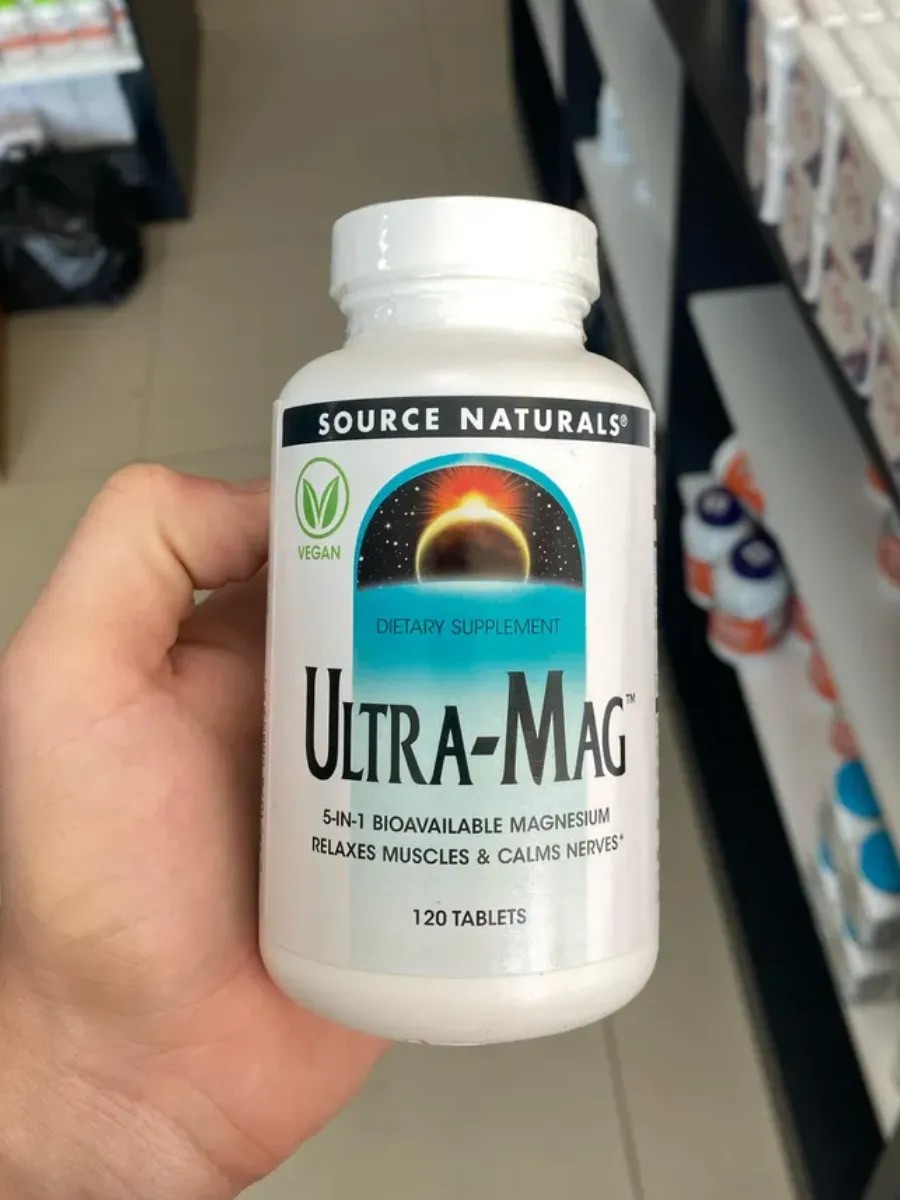 SOURCE NATURALS®
VEGAN
DIETARY SUPPLEMENT
ULTRA-MAG™
5-IN-1 BIOAVAILABLE MAGNESIUM
RELAXES MUSCLES & CALMS NERVES*
120 TABLETS